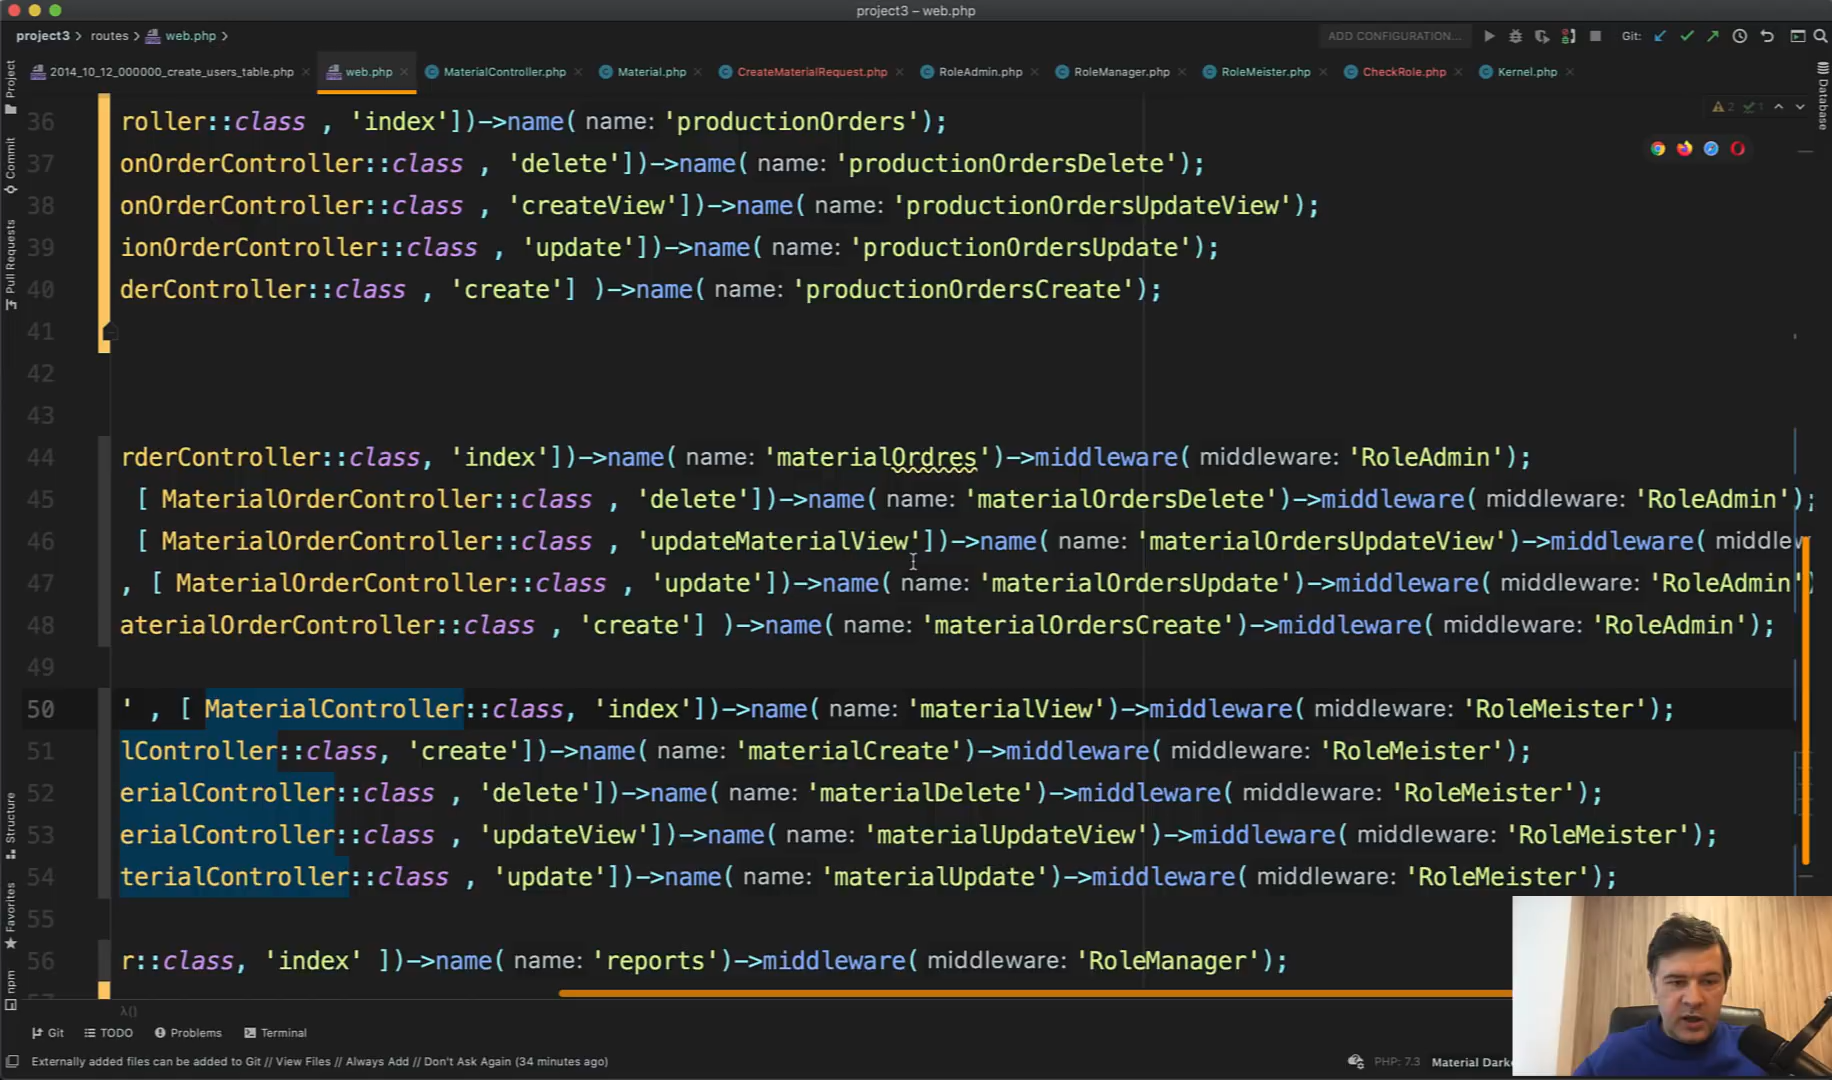 project3 – web.php
project3 > routes > web.php >
ADD CONFIGURATION...
Git:
2014_10_12_000000_create_users_table.php
web.php
MaterialController.php
Material.php
CreateMaterialRequest.php
RoleAdmin.php
RoleManager.php
RoleMeister.php
CheckRole.php
Kernel.php
Project
Commit
Pull Requests
Structure
Favorites
npm
Database
2 1
36 roller::class , 'index'])->name( name: 'productionOrders');
37 onOrderController::class , 'delete'])->name( name: 'productionOrdersDelete');
38 onOrderController::class , 'createView'])->name( name: 'productionOrdersUpdateView');
39 ionOrderController::class , 'update'])->name( name: 'productionOrdersUpdate');
40 derController::class , 'create'] )->name( name: 'productionOrdersCreate');
41
42
43
44 rderController::class, 'index'])->name( name: 'materialOrdres')->middleware( middleware: 'RoleAdmin');
45 [ MaterialOrderController::class , 'delete'])->name( name: 'materialOrdersDelete')->middleware( middleware: 'RoleAdmin');
46 [ MaterialOrderController::class , 'updateMaterialView'])->name( name: 'materialOrdersUpdateView')->middleware( middlew
47 , [ MaterialOrderController::class , 'update'])->name( name: 'materialOrdersUpdate')->middleware( middleware: 'RoleAdmin')
48 aterialOrderController::class , 'create'] )->name( name: 'materialOrdersCreate')->middleware( middleware: 'RoleAdmin');
49
50 ' , [ MaterialController::class, 'index'])->name( name: 'materialView')->middleware( middleware: 'RoleMeister');
51 lController::class, 'create'])->name( name: 'materialCreate')->middleware( middleware: 'RoleMeister');
52 erialController::class , 'delete'])->name( name: 'materialDelete')->middleware( middleware: 'RoleMeister');
53 erialController::class , 'updateView'])->name( name: 'materialUpdateView')->middleware( middleware: 'RoleMeister');
54 terialController::class , 'update'])->name( name: 'materialUpdate')->middleware( middleware: 'RoleMeister');
55
56 r::class, 'index' ])->name( name: 'reports')->middleware( middleware: 'RoleManager');
λ()
Git TODO Problems Terminal
Externally added files can be added to Git // View Files // Always Add // Don't Ask Again (34 minutes ago)
PHP: 7.3 Material Dark